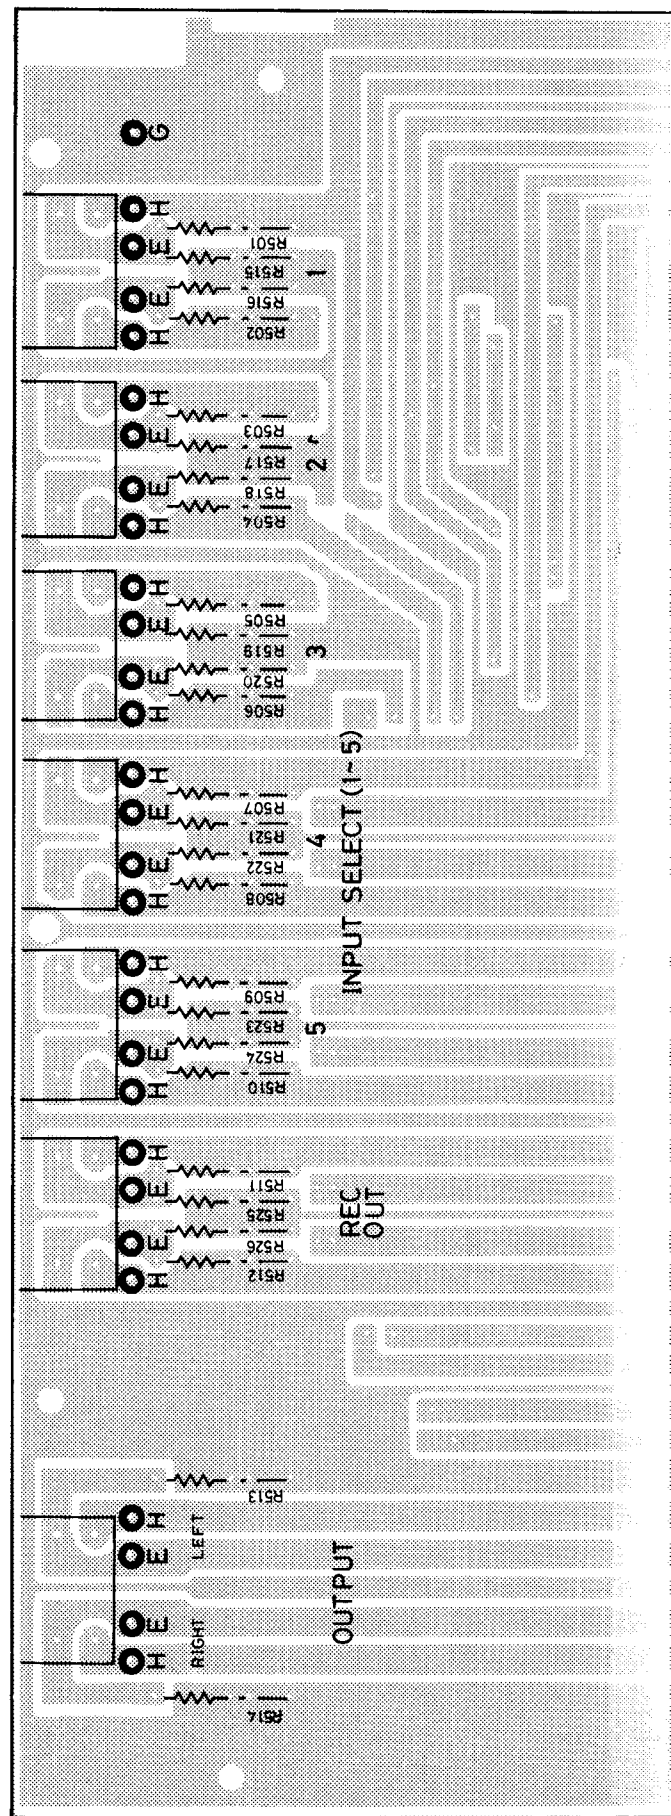 G
H
R501
E
R515
1
E
R516
H
R502
H
R503
E
R517
2
E
R518
H
R504
H
R505
E
R519
3
E
R520
H
R506
INPUT SELECT (1~5)
H
R507
E
R521
4
E
R522
H
R508
H
R509
E
R523
5
E
R524
H
R510
H
R511
E
R525
REC
OUT
E
R526
H
R512
R513
H
E
LEFT
OUTPUT
E
H
RIGHT
R514